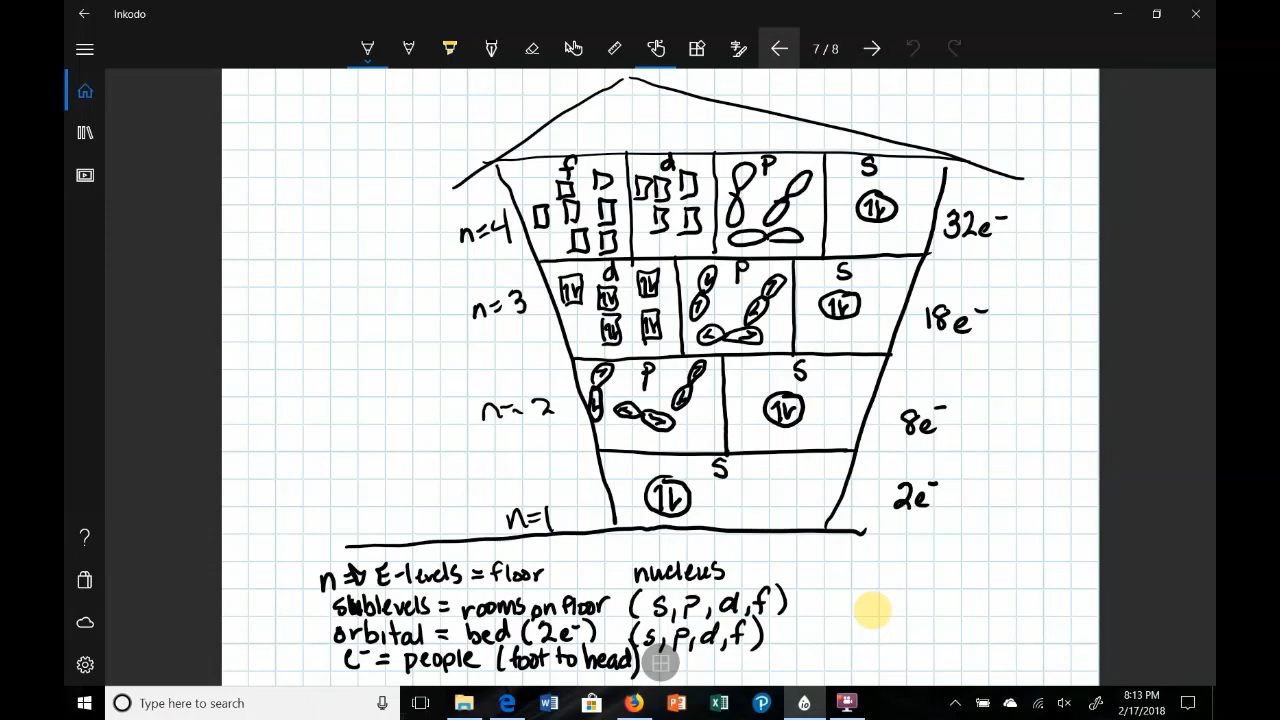 Inkodo
7 / 8
f d P S
n=4 32e⁻
1↿⇂
d P S
n=3 18e⁻
P S
n=2 8e⁻
S
n=1 2e⁻
n ⇒ E-levels = floor nucleus
sublevels = rooms on floor (s, p, d, f)
orbital = bed (2e⁻) (s, p, d, f)
e⁻ = people (foot to head)
Type here to search
8:13 PM
2/17/2018